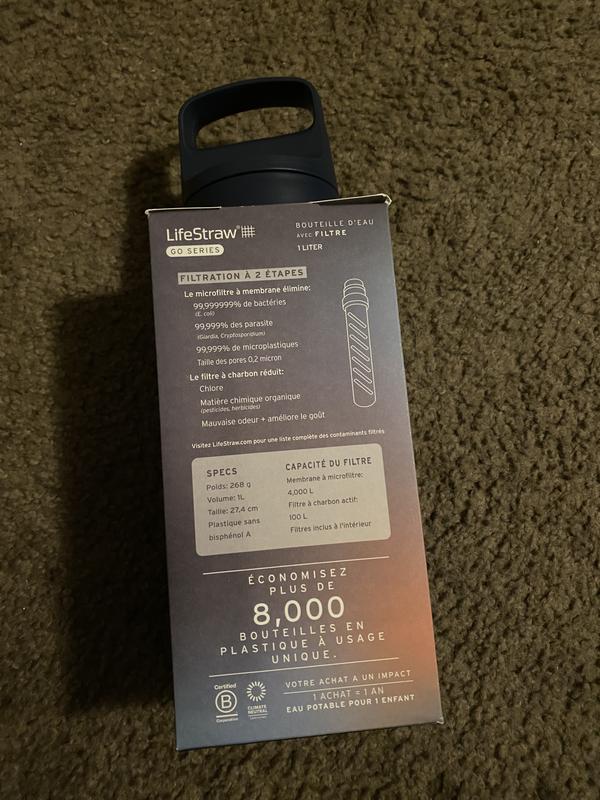 LifeStraw
GO SERIES
BOUTEILLE D'EAU
AVEC FILTRE
1 LITER
FILTRATION À 2 ÉTAPES
Le microfiltre à membrane élimine:
99,999999% de bactéries
(E. coli)
99,999% des parasite
(Giardia, Cryptosporidium)
99,999% de microplastiques
Taille des pores 0,2 micron
Le filtre à charbon réduit:
Chlore
Matière chimique organique
(pesticides, herbicides)
Mauvaise odeur + améliore le goût
Visitez LifeStraw.com pour une liste complète des contaminants filtrés
SPECS
Poids: 268 g
Volume: 1L
Taille: 27,4 cm
Plastique sans
bisphénol A
CAPACITÉ DU FILTRE
Membrane à microfiltre:
4,000 L
Filtre à charbon actif:
100 L
Filtres inclus à l'intérieur
ÉCONOMISEZ
PLUS DE
8,000
BOUTEILLES EN
PLASTIQUE À USAGE
UNIQUE.
Certified
B
Corporation
CLIMATE
NEUTRAL
VOTRE ACHAT A UN IMPACT
1 ACHAT = 1 AN
EAU POTABLE POUR 1 ENFANT